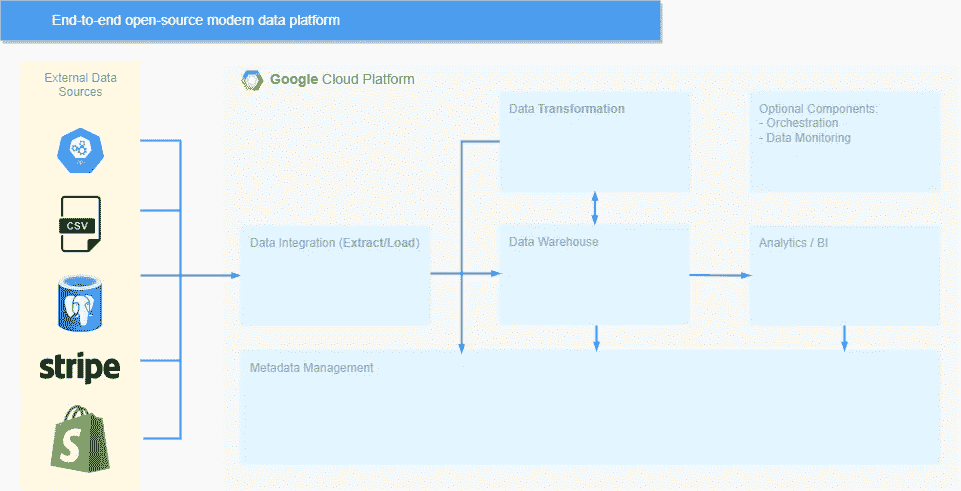 End-to-end open-source modern data platform
External Data
Sources
CSV
stripe
S
Google Cloud Platform
Data Transformation
Optional Components:
- Orchestration
- Data Monitoring
Data Integration (Extract/Load)
Data Warehouse
Analytics / BI
Metadata Management